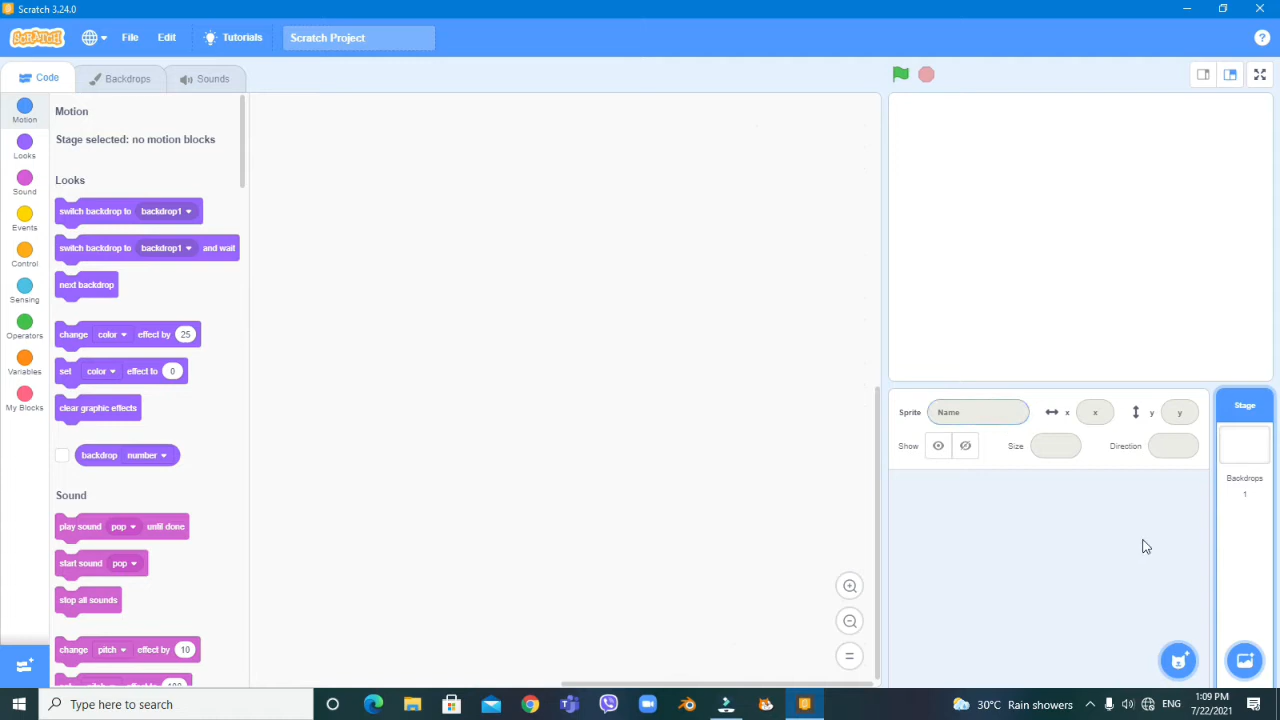 Scratch 3.24.0
SCRATCH File Edit Tutorials Scratch Project ?
Code Backdrops Sounds
Motion
Looks
Sound
Events
Control
Sensing
Operators
Variables
My Blocks
Motion
Stage selected: no motion blocks
Looks
switch backdrop to backdrop1
switch backdrop to backdrop1 and wait
next backdrop
change color effect by 25
set color effect to 0
clear graphic effects
backdrop number
Sound
play sound pop until done
start sound pop
stop all sounds
change pitch effect by 10
Sprite Name x x y y
Show Size Direction
Stage
Backdrops
1
Type here to search
30°C Rain showers ENG
1:09 PM
7/22/2021